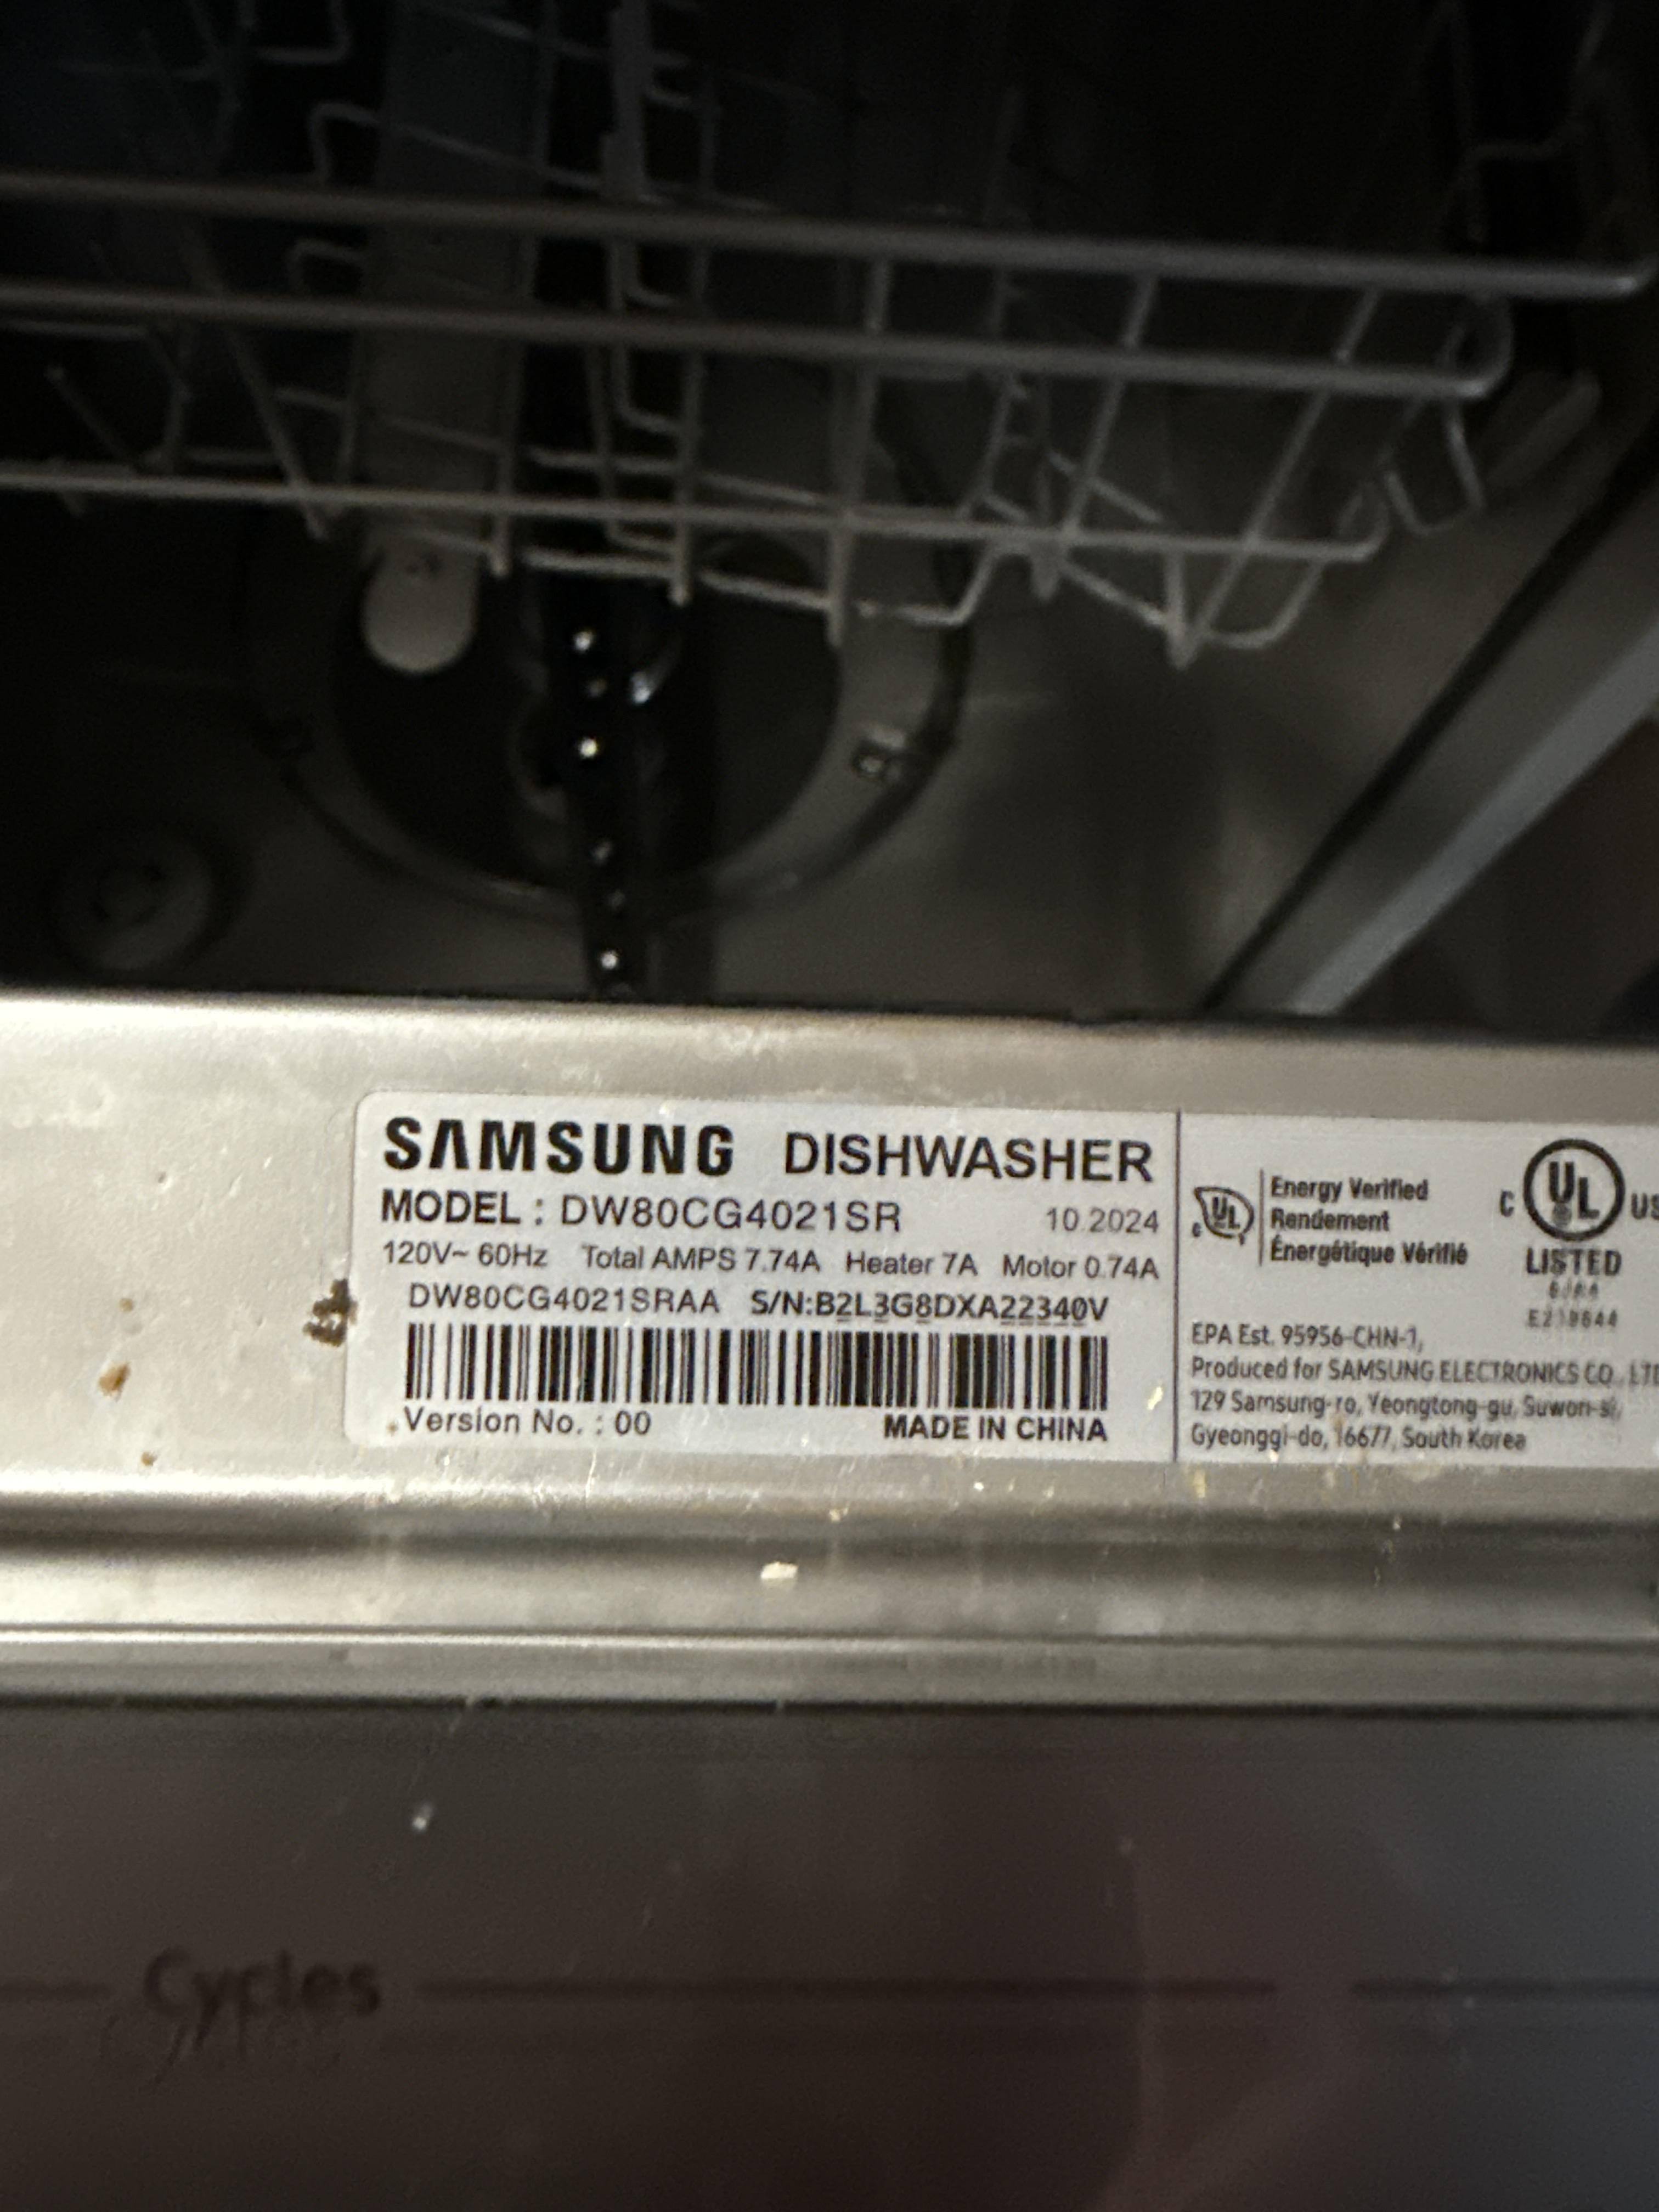 SAMSUNG DISHWASHER
MODEL : DW80CG4021SR 10.2024
120V~ 60Hz Total AMPS 7.74A Heater 7A Motor 0.74A
DW80CG4021SRAA S/N:B2L3G8DXA22340V
Version No. : 00 MADE IN CHINA
c UL
Energy Verified
Rendement
Énergétique Vérifié
C UL US
LISTED
EPA Est. 95956-CHN-1,
Produced for SAMSUNG ELECTRONICS CO., LTD
129 Samsung-ro, Yeongtong-gu, Suwon-si,
Gyeonggi-do, 16677, South Korea
Cycles